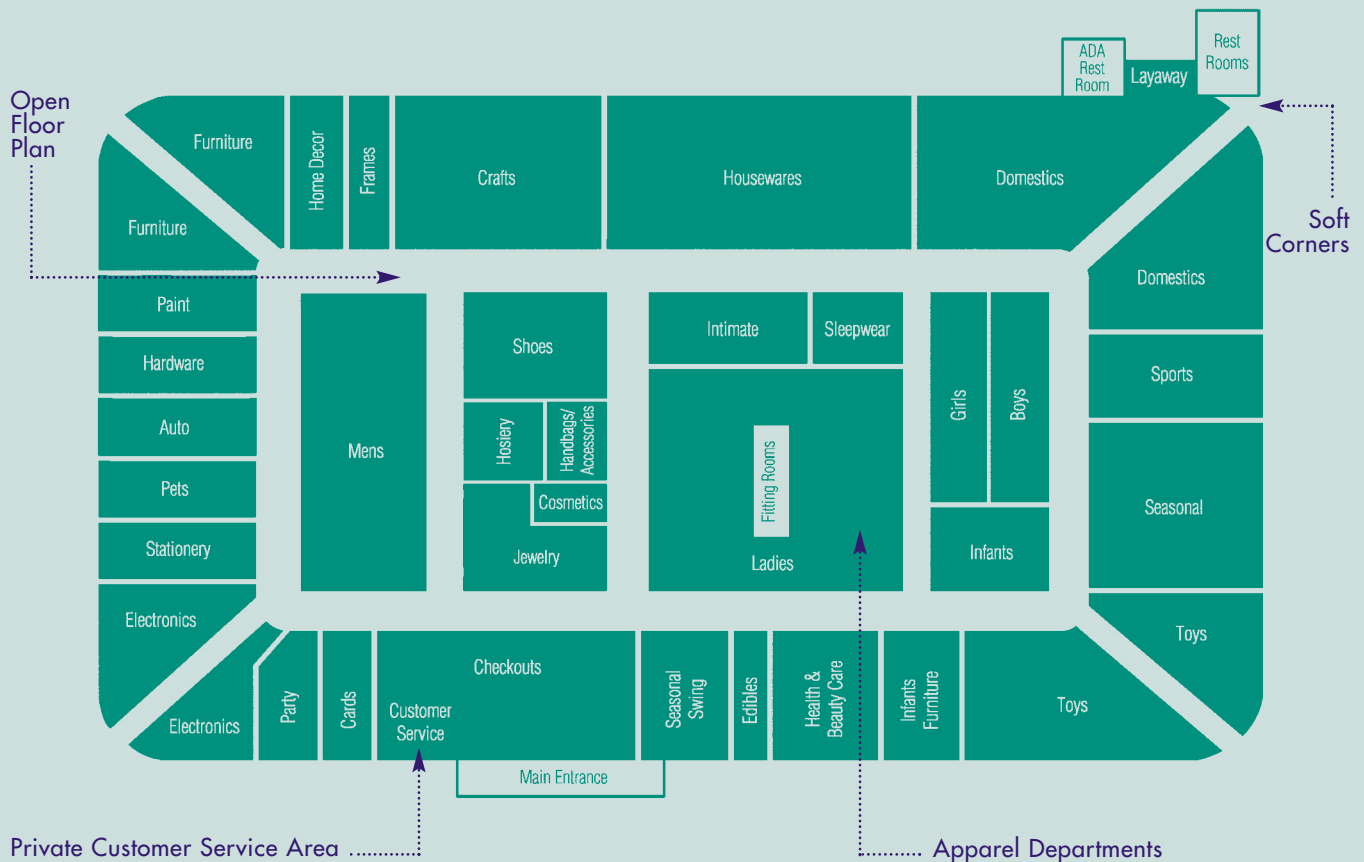 ADA
Rest
Room
Layaway
Rest
Rooms
Open
Floor
Plan
Furniture
Home Decor
Frames
Crafts
Housewares
Domestics
Soft
Corners
Furniture
Paint
Hardware
Auto
Pets
Stationery
Electronics
Mens
Shoes
Hosiery
Handbags/
Accessories
Cosmetics
Jewelry
Intimate
Sleepwear
Fitting Rooms
Ladies
Girls
Boys
Infants
Domestics
Sports
Seasonal
Toys
Electronics
Party
Cards
Checkouts
Customer
Service
Seasonal
Swing
Edibles
Health &
Beauty Care
Infants
Furniture
Toys
Main Entrance
Private Customer Service Area
Apparel Departments